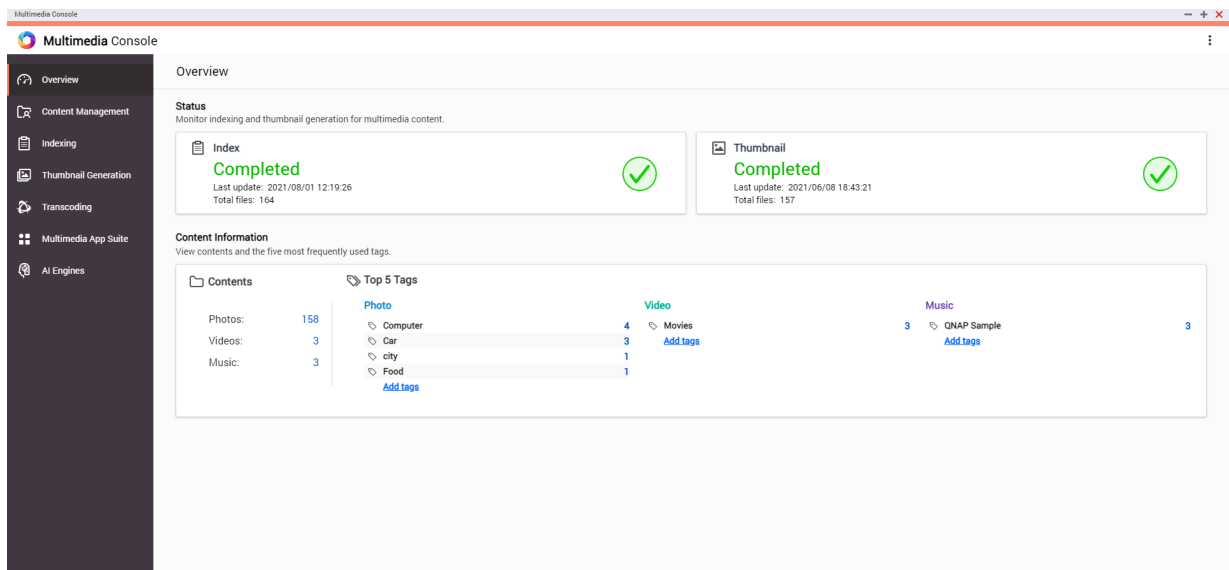 Multimedia Console
Multimedia Console
Overview
Content Management
Indexing
Thumbnail Generation
Transcoding
Multimedia App Suite
AI Engines
Overview
Status
Monitor indexing and thumbnail generation for multimedia content.
Index
Completed
Last update: 2021/08/01 12:19:26
Total files: 164
Thumbnail
Completed
Last update: 2021/06/08 18:43:21
Total files: 157
Content Information
View contents and the five most frequently used tags.
Contents
Photos: 158
Videos: 3
Music: 3
Top 5 Tags
Photo
Computer 4
Car 3
city 1
Food 1
Add tags
Video
Movies 3
Add tags
Music
QNAP Sample 3
Add tags